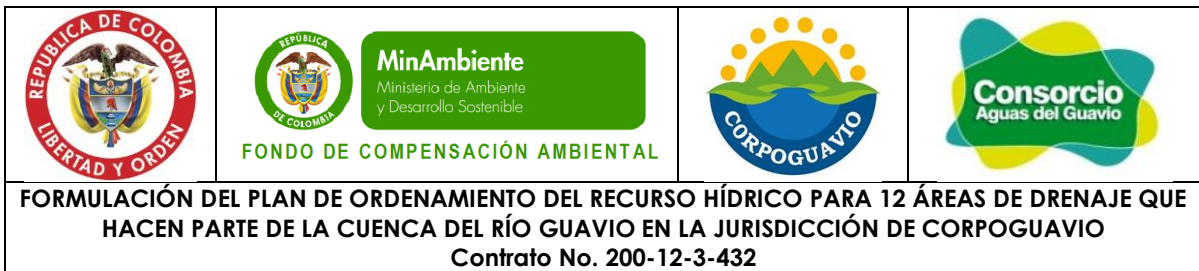 REPUBLICA DE COLOMBIA
LIBERTAD Y ORDEN
REPÚBLICA
DE COLOMBIA
MinAmbiente
Ministerio de Ambiente
y Desarrollo Sostenible
FONDO DE COMPENSACIÓN AMBIENTAL
CORPOGUAVIO
Consorcio
Aguas del Guavio
FORMULACIÓN DEL PLAN DE ORDENAMIENTO DEL RECURSO HÍDRICO PARA 12 ÁREAS DE DRENAJE QUE
HACEN PARTE DE LA CUENCA DEL RÍO GUAVIO EN LA JURISDICCIÓN DE CORPOGUAVIO
Contrato No. 200-12-3-432